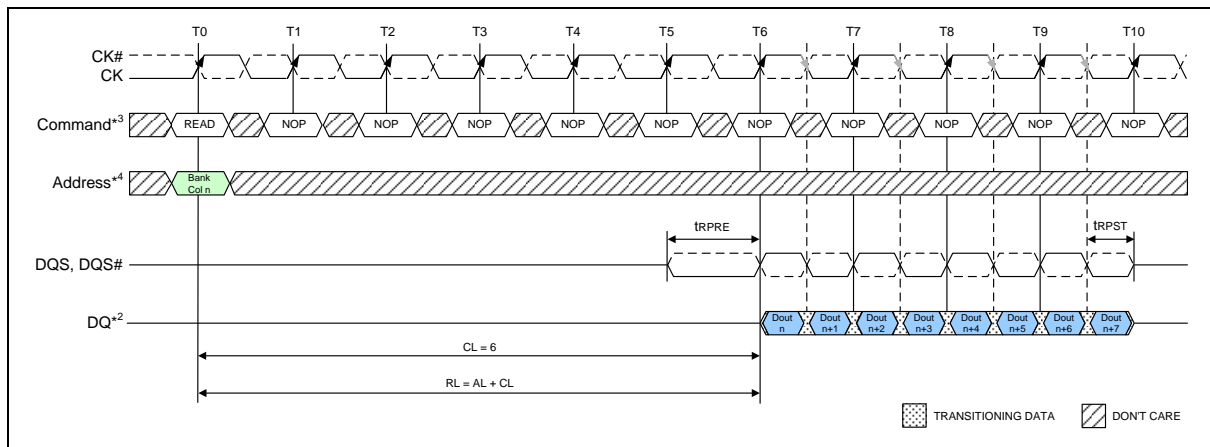 T0 T1 T2 T3 T4 T5 T6 T7 T8 T9 T10
CK#
CK
Command*3 READ NOP NOP NOP NOP NOP NOP NOP NOP NOP NOP
Address*4 Bank Col n
tRPRE tRPST
DQS, DQS#
DQ*2 Dout n Dout n+1 Dout n+2 Dout n+3 Dout n+4 Dout n+5 Dout n+6 Dout n+7
CL = 6
RL = AL + CL
TRANSITIONING DATA DON'T CARE